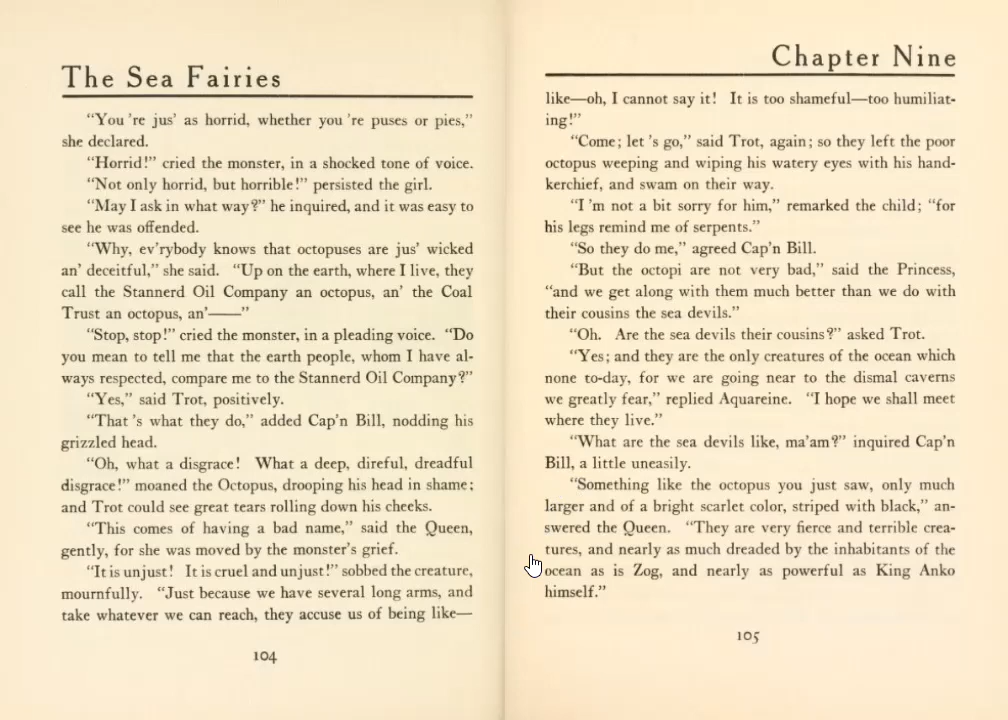 The Sea Fairies
"You 're jus' as horrid, whether you 're puses or pies,"
she declared.
"Horrid!" cried the monster, in a shocked tone of voice.
"Not only horrid, but horrible!" persisted the girl.
"May I ask in what way?" he inquired, and it was easy to
see he was offended.
"Why, ev'rybody knows that octopuses are jus' wicked
an' deceitful," she said. "Up on the earth, where I live, they
call the Stannerd Oil Company an octopus, an' the Coal
Trust an octopus, an'——"
"Stop, stop!" cried the monster, in a pleading voice. "Do
you mean to tell me that the earth people, whom I have al-
ways respected, compare me to the Stannerd Oil Company?"
"Yes," said Trot, positively.
"That 's what they do," added Cap'n Bill, nodding his
grizzled head.
"Oh, what a disgrace! What a deep, direful, dreadful
disgrace!" moaned the Octopus, drooping his head in shame;
and Trot could see great tears rolling down his cheeks.
"This comes of having a bad name," said the Queen,
gently, for she was moved by the monster's grief.
"It is unjust! It is cruel and unjust!" sobbed the creature,
mournfully. "Just because we have several long arms, and
take whatever we can reach, they accuse us of being like—
104
Chapter Nine
like—oh, I cannot say it! It is too shameful—too humiliat-
ing!"
"Come; let 's go," said Trot, again; so they left the poor
octopus weeping and wiping his watery eyes with his hand-
kerchief, and swam on their way.
"I 'm not a bit sorry for him," remarked the child; "for
his legs remind me of serpents."
"So they do me," agreed Cap'n Bill.
"But the octopi are not very bad," said the Princess,
"and we get along with them much better than we do with
their cousins the sea devils."
"Oh. Are the sea devils their cousins?" asked Trot.
"Yes; and they are the only creatures of the ocean which
none to-day, for we are going near to the dismal caverns
we greatly fear," replied Aquareine. "I hope we shall meet
where they live."
"What are the sea devils like, ma'am?" inquired Cap'n
Bill, a little uneasily.
"Something like the octopus you just saw, only much
larger and of a bright scarlet color, striped with black," an-
swered the Queen. "They are very fierce and terrible crea-
tures, and nearly as much dreaded by the inhabitants of the
ocean as is Zog, and nearly as powerful as King Anko
himself."
105